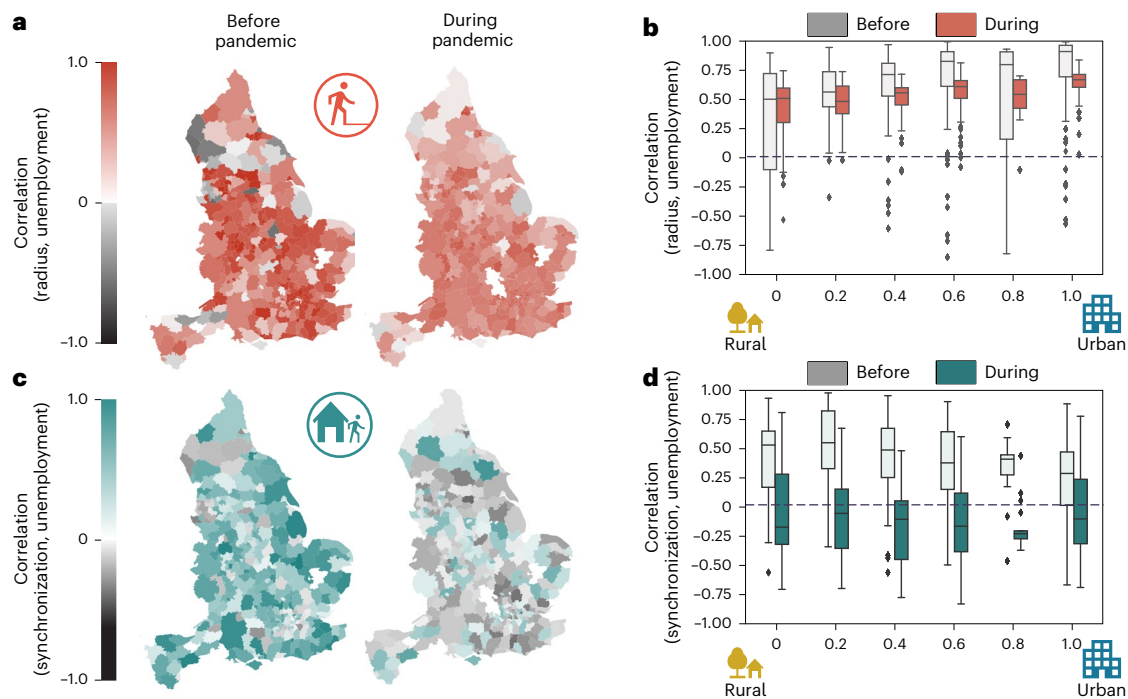 a
Before
pandemic
During
pandemic
1.0
0
–1.0
Correlation
(radius, unemployment)
b
Before
During
1.00
0.75
0.50
0.25
0
–0.25
–0.50
–0.75
–1.00
Correlation
(radius, unemployment)
0
0.2
0.4
0.6
0.8
1.0
Rural
Urban
c
1.0
0
–1.0
Correlation
(synchronization, unemployment)
d
Before
During
1.00
0.75
0.50
0.25
0
–0.25
–0.50
–0.75
–1.00
Correlation
(synchronization, unemployment)
0
0.2
0.4
0.6
0.8
1.0
Rural
Urban